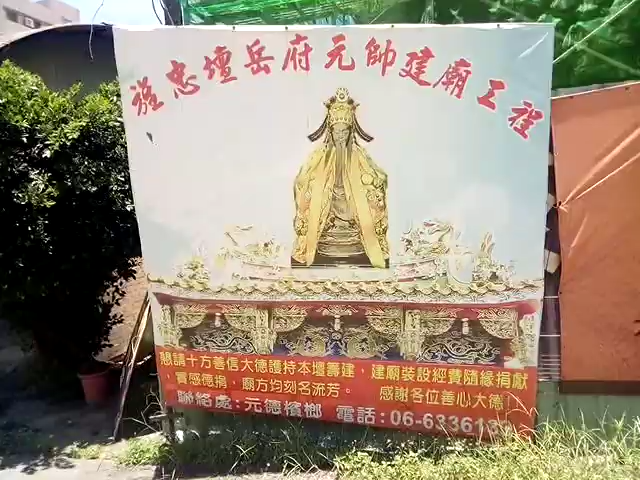 謹忠壇岳府元帥建廟工程
懇請十方善信大德護持本壇籌建，建廟裝設經費隨緣捐獻
，實感德捐，廟方均刻名流芳。 感謝各位善心大德！
聯絡處：元德檳榔 電話：06-633613